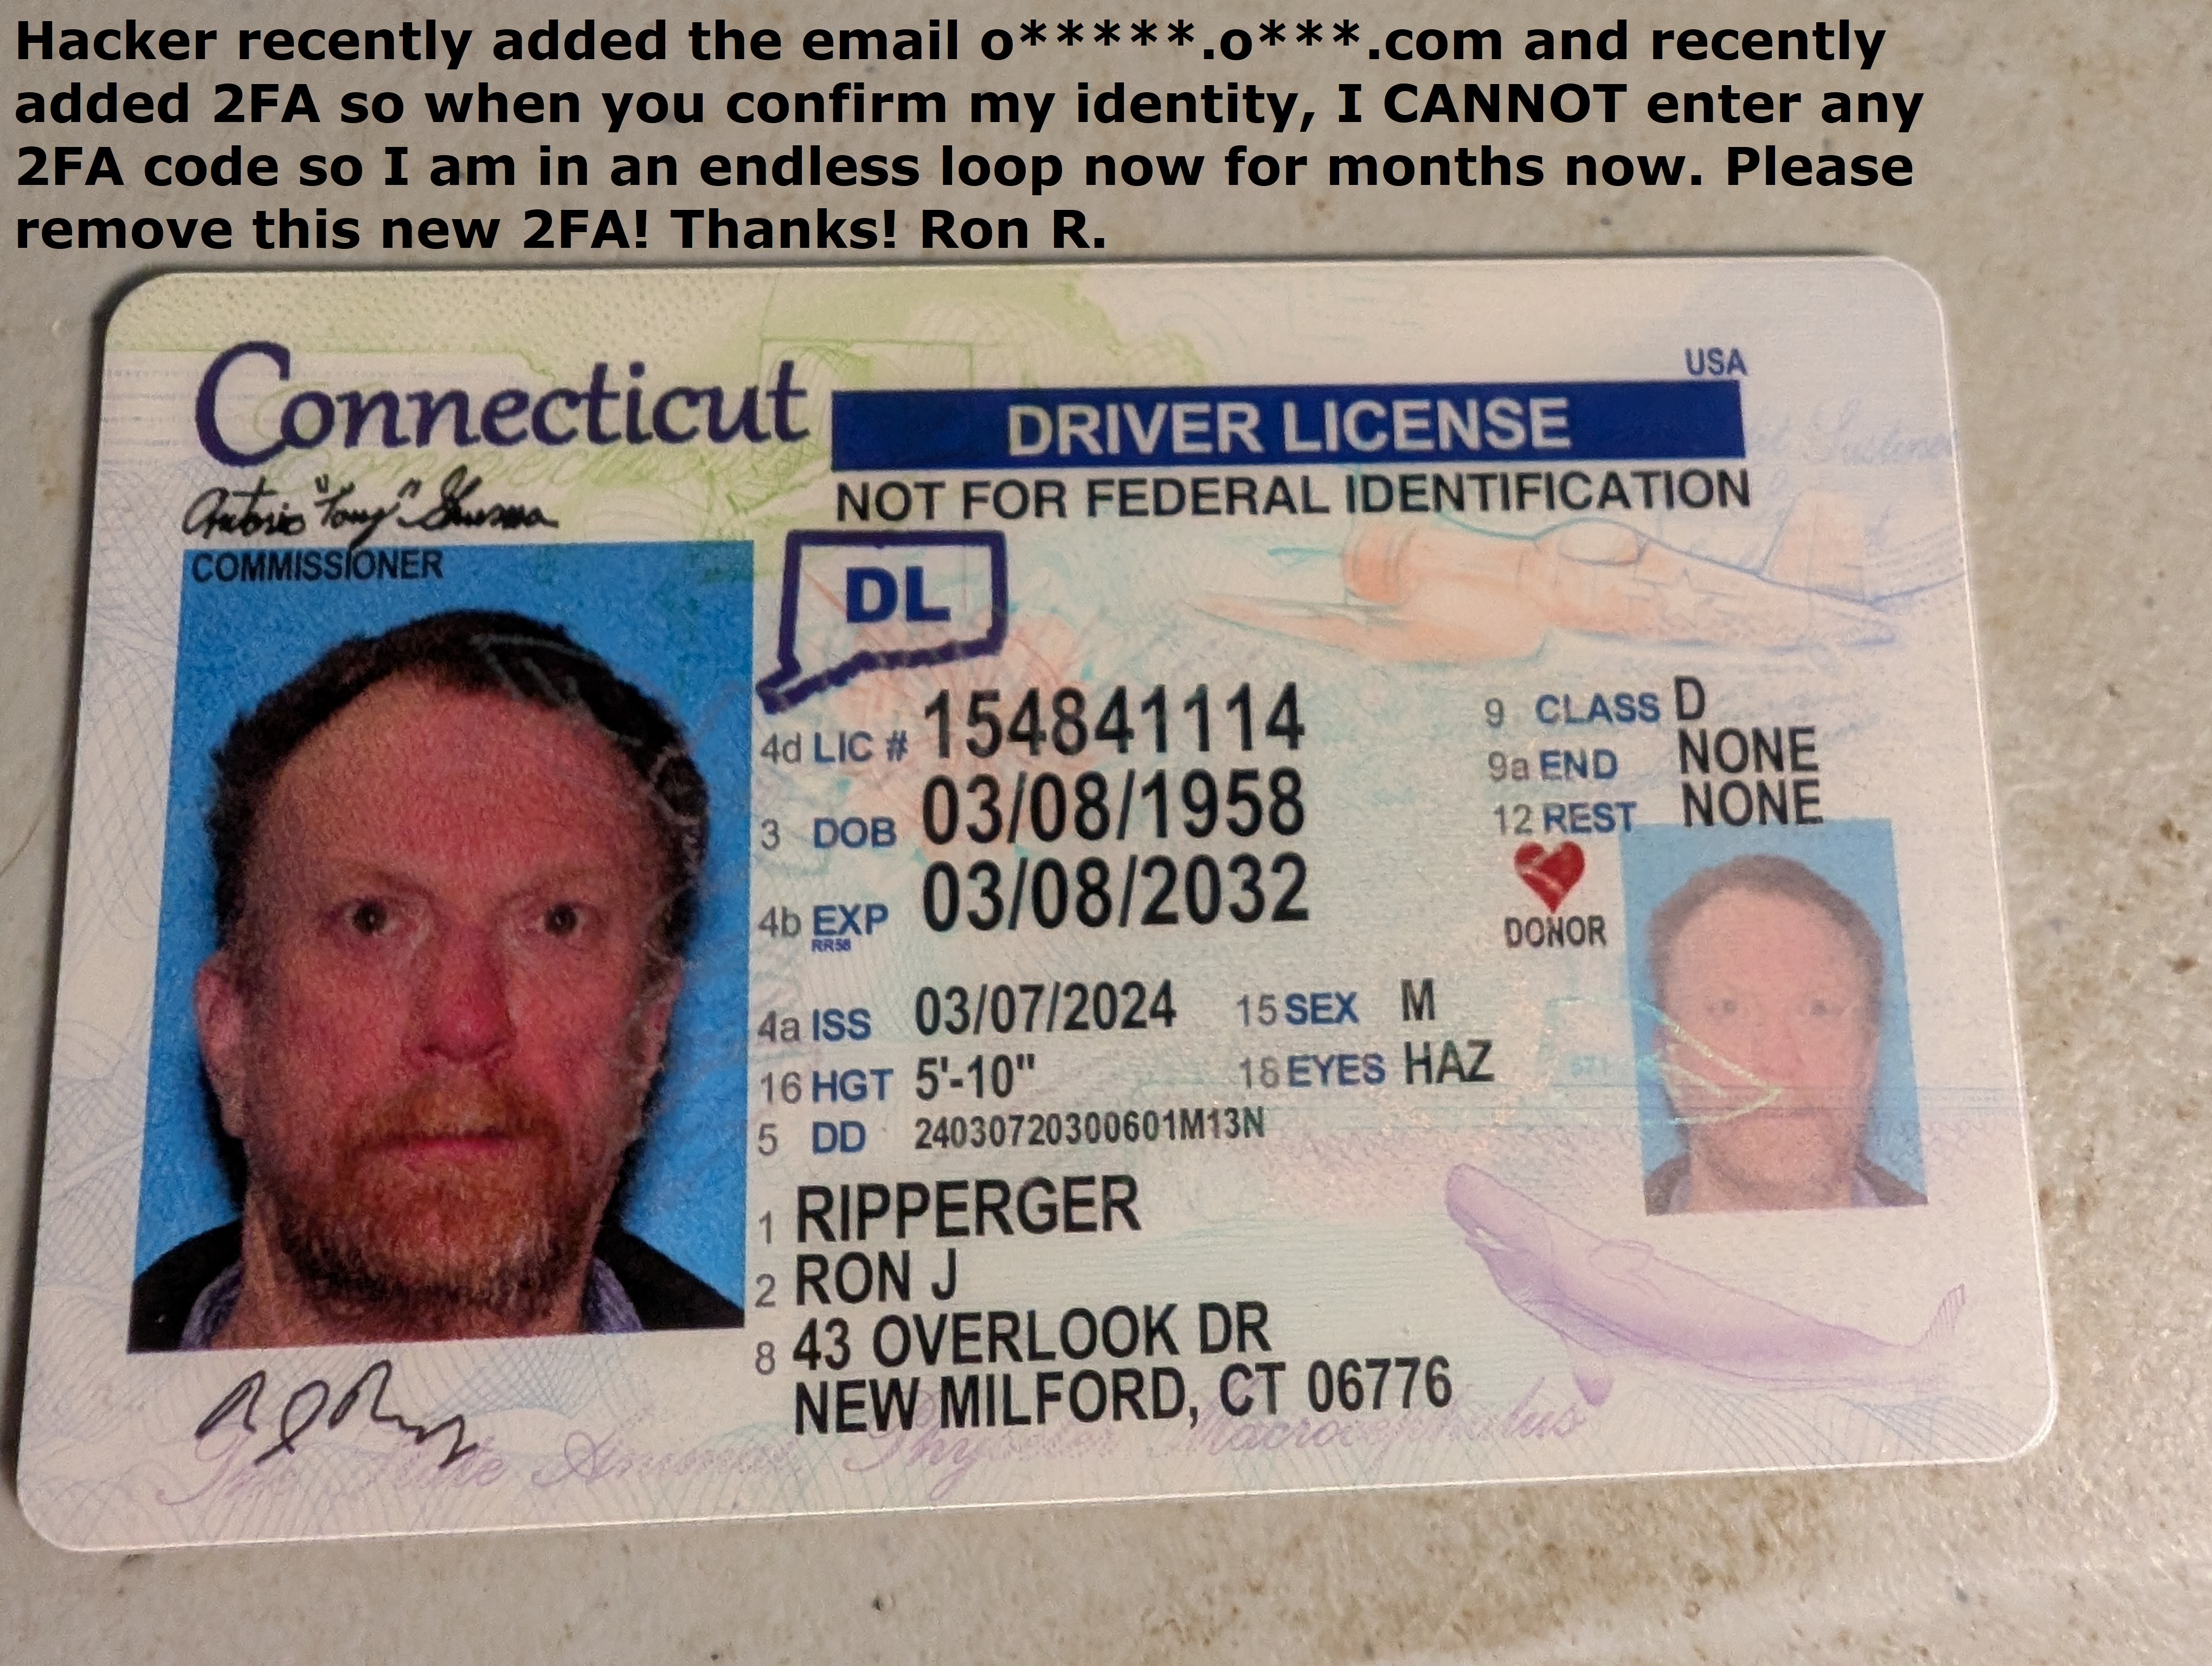 Hacker recently added the email o*****.o***.com and recently
added 2FA so when you confirm my identity, I CANNOT enter any
2FA code so I am in an endless loop now for months now. Please
remove this new 2FA! Thanks! Ron R.
USA
Connecticut
DRIVER LICENSE
NOT FOR FEDERAL IDENTIFICATION
COMMISSIONER
DL
4d LIC # 154841114
9 CLASS D
9a END NONE
3 DOB 03/08/1958
12 REST NONE
4b EXP 03/08/2032
RR58
DONOR
4a ISS 03/07/2024 15 SEX M
16 HGT 5'-10" 18 EYES HAZ
5 DD 24030720300601M13N
1 RIPPERGER
2 RON J
8 43 OVERLOOK DR
NEW MILFORD, CT 06776
Physeter Macrocephalus